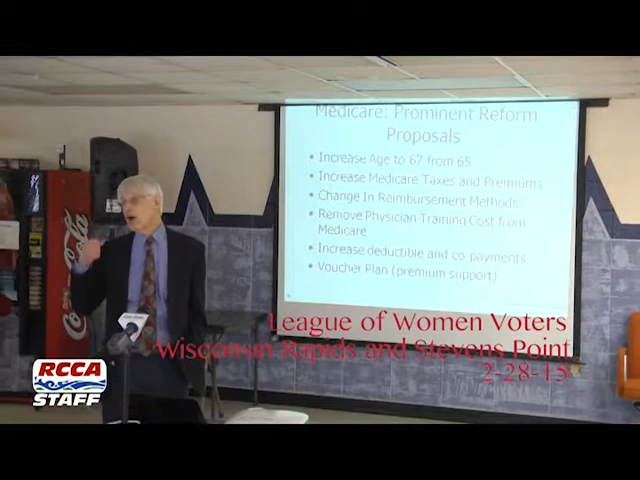 Medicare: Prominent Reform
Proposals
• Increase Age to 67 from 65
• Increase Medicare Taxes and Premiums
• Change In Reimbursement Methods
• Remove Physician Training Cost from
Medicare
• Increase deductible and co-payments
• Voucher Plan (premium support)
Coca-Cola
League of Women Voters
Wisconsin Rapids and Stevens Point
2-28-15
RCCA
STAFF